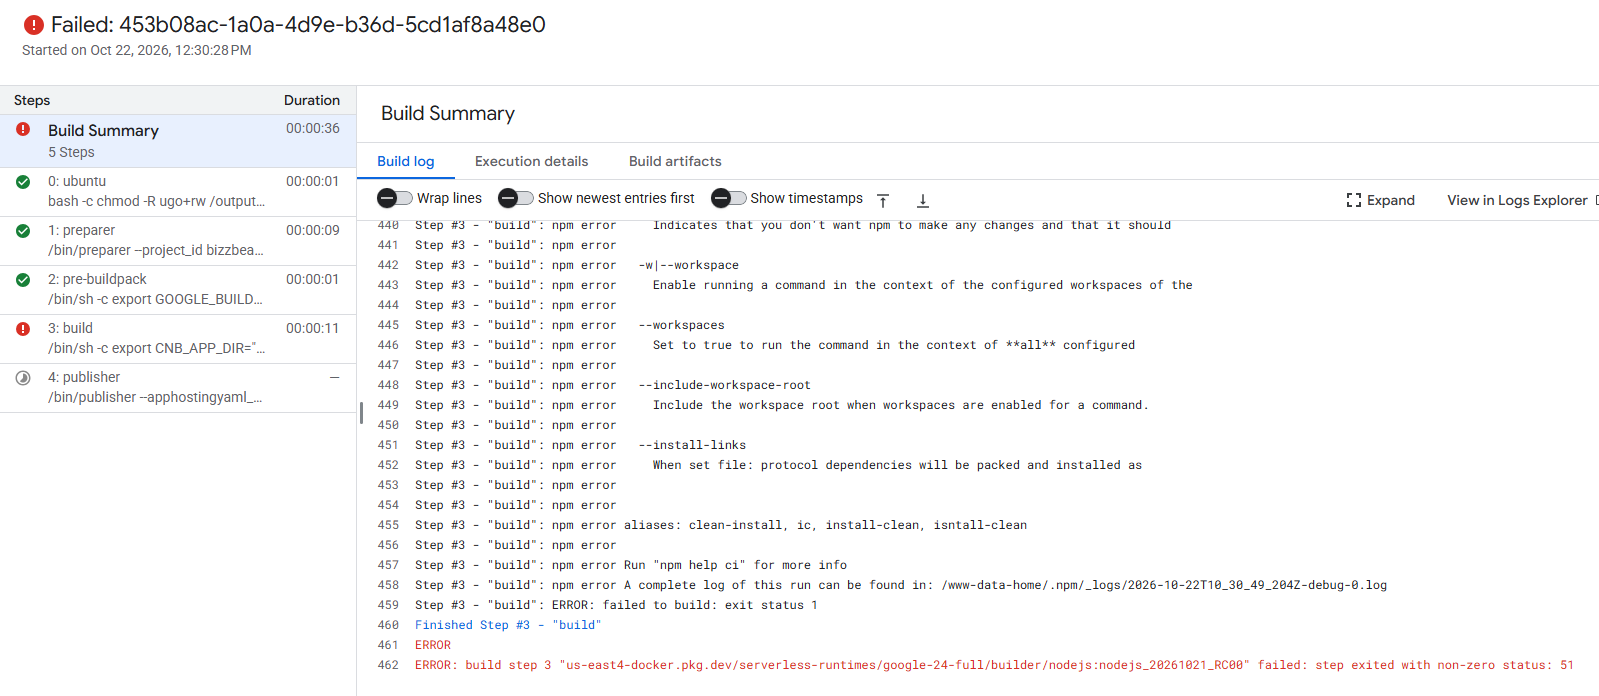 Failed: 453b08ac-1a0a-4d9e-b36d-5cd1af8a48e0
Started on Oct 22, 2026, 12:30:28 PM
Steps Duration
Build Summary 00:00:36
5 Steps
0: ubuntu 00:00:01
bash -c chmod -R ugo+rw /output...
1: preparer 00:00:09
/bin/preparer --project_id bizzbea...
2: pre-buildpack 00:00:01
/bin/sh -c export GOOGLE_BUILD...
3: build 00:00:11
/bin/sh -c export CNB_APP_DIR="...
4: publisher —
/bin/publisher --apphostingyaml_...
Build Summary
Build log Execution details Build artifacts
Wrap lines Show newest entries first Show timestamps Expand View in Logs Explorer
440 Step #3 - "build": npm error     Indicates that you don't want npm to make any changes and that it should
441 Step #3 - "build": npm error
442 Step #3 - "build": npm error   -w|--workspace
443 Step #3 - "build": npm error     Enable running a command in the context of the configured workspaces of the
444 Step #3 - "build": npm error
445 Step #3 - "build": npm error   --workspaces
446 Step #3 - "build": npm error     Set to true to run the command in the context of **all** configured
447 Step #3 - "build": npm error
448 Step #3 - "build": npm error   --include-workspace-root
449 Step #3 - "build": npm error     Include the workspace root when workspaces are enabled for a command.
450 Step #3 - "build": npm error
451 Step #3 - "build": npm error   --install-links
452 Step #3 - "build": npm error     When set file: protocol dependencies will be packed and installed as
453 Step #3 - "build": npm error
454 Step #3 - "build": npm error
455 Step #3 - "build": npm error aliases: clean-install, ic, install-clean, isntall-clean
456 Step #3 - "build": npm error
457 Step #3 - "build": npm error Run "npm help ci" for more info
458 Step #3 - "build": npm error A complete log of this run can be found in: /www-data-home/.npm/_logs/2026-10-22T10_30_49_204Z-debug-0.log
459 Step #3 - "build": ERROR: failed to build: exit status 1
460 Finished Step #3 - "build"
461 ERROR
462 ERROR: build step 3 "us-east4-docker.pkg.dev/serverless-runtimes/google-24-full/builder/nodejs:nodejs_20261021_RC00" failed: step exited with non-zero status: 51